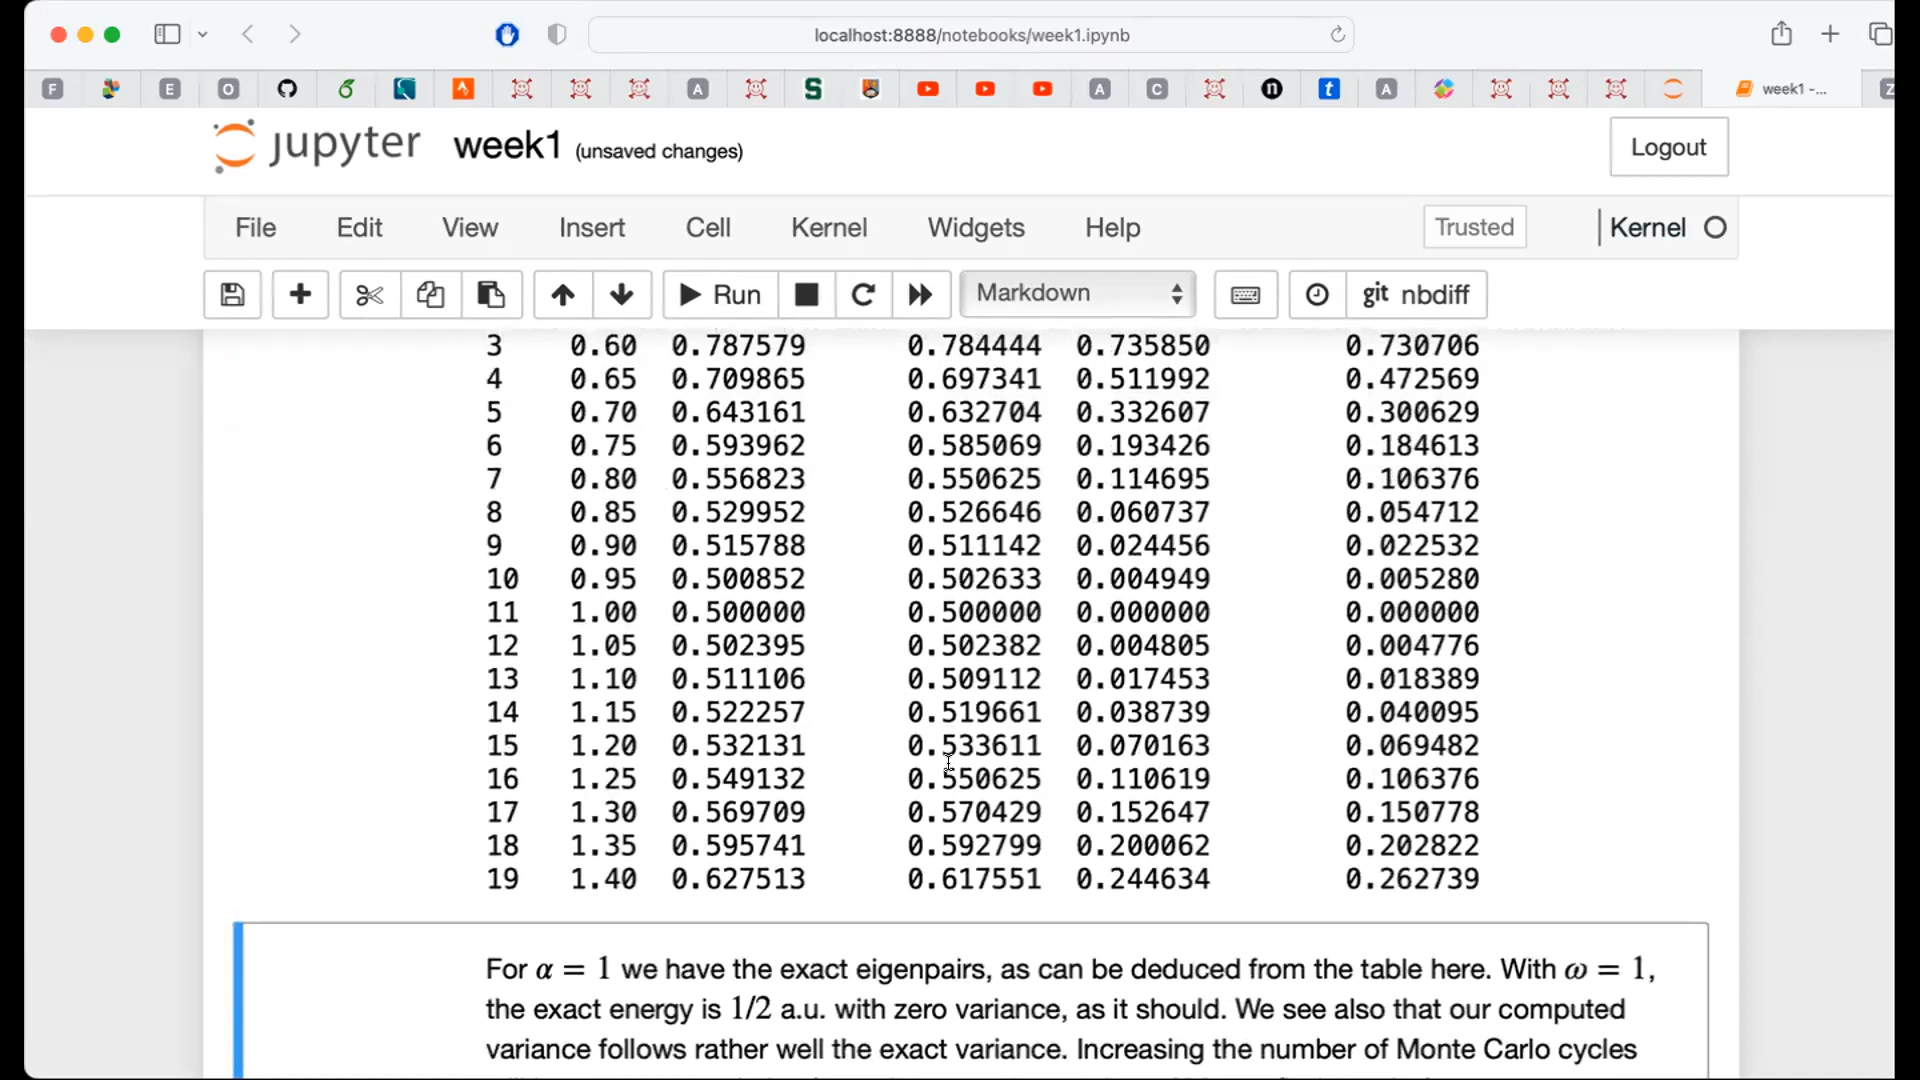 localhost:8888/notebooks/week1.ipynb
F E O A S A C n t A week1 -... Z
jupyter week1 (unsaved changes) Logout
File Edit View Insert Cell Kernel Widgets Help Trusted Kernel
Run Markdown git nbdiff
3 0.60 0.787579 0.784444 0.735850 0.730706
4 0.65 0.709865 0.697341 0.511992 0.472569
5 0.70 0.643161 0.632704 0.332607 0.300629
6 0.75 0.593962 0.585069 0.193426 0.184613
7 0.80 0.556823 0.550625 0.114695 0.106376
8 0.85 0.529952 0.526646 0.060737 0.054712
9 0.90 0.515788 0.511142 0.024456 0.022532
10 0.95 0.500852 0.502633 0.004949 0.005280
11 1.00 0.500000 0.500000 0.000000 0.000000
12 1.05 0.502395 0.502382 0.004805 0.004776
13 1.10 0.511106 0.509112 0.017453 0.018389
14 1.15 0.522257 0.519661 0.038739 0.040095
15 1.20 0.532131 0.533611 0.070163 0.069482
16 1.25 0.549132 0.550625 0.110619 0.106376
17 1.30 0.569709 0.570429 0.152647 0.150778
18 1.35 0.595741 0.592799 0.200062 0.202822
19 1.40 0.627513 0.617551 0.244634 0.262739
For α = 1 we have the exact eigenpairs, as can be deduced from the table here. With ω = 1,
the exact energy is 1/2 a.u. with zero variance, as it should. We see also that our computed
variance follows rather well the exact variance. Increasing the number of Monte Carlo cycles